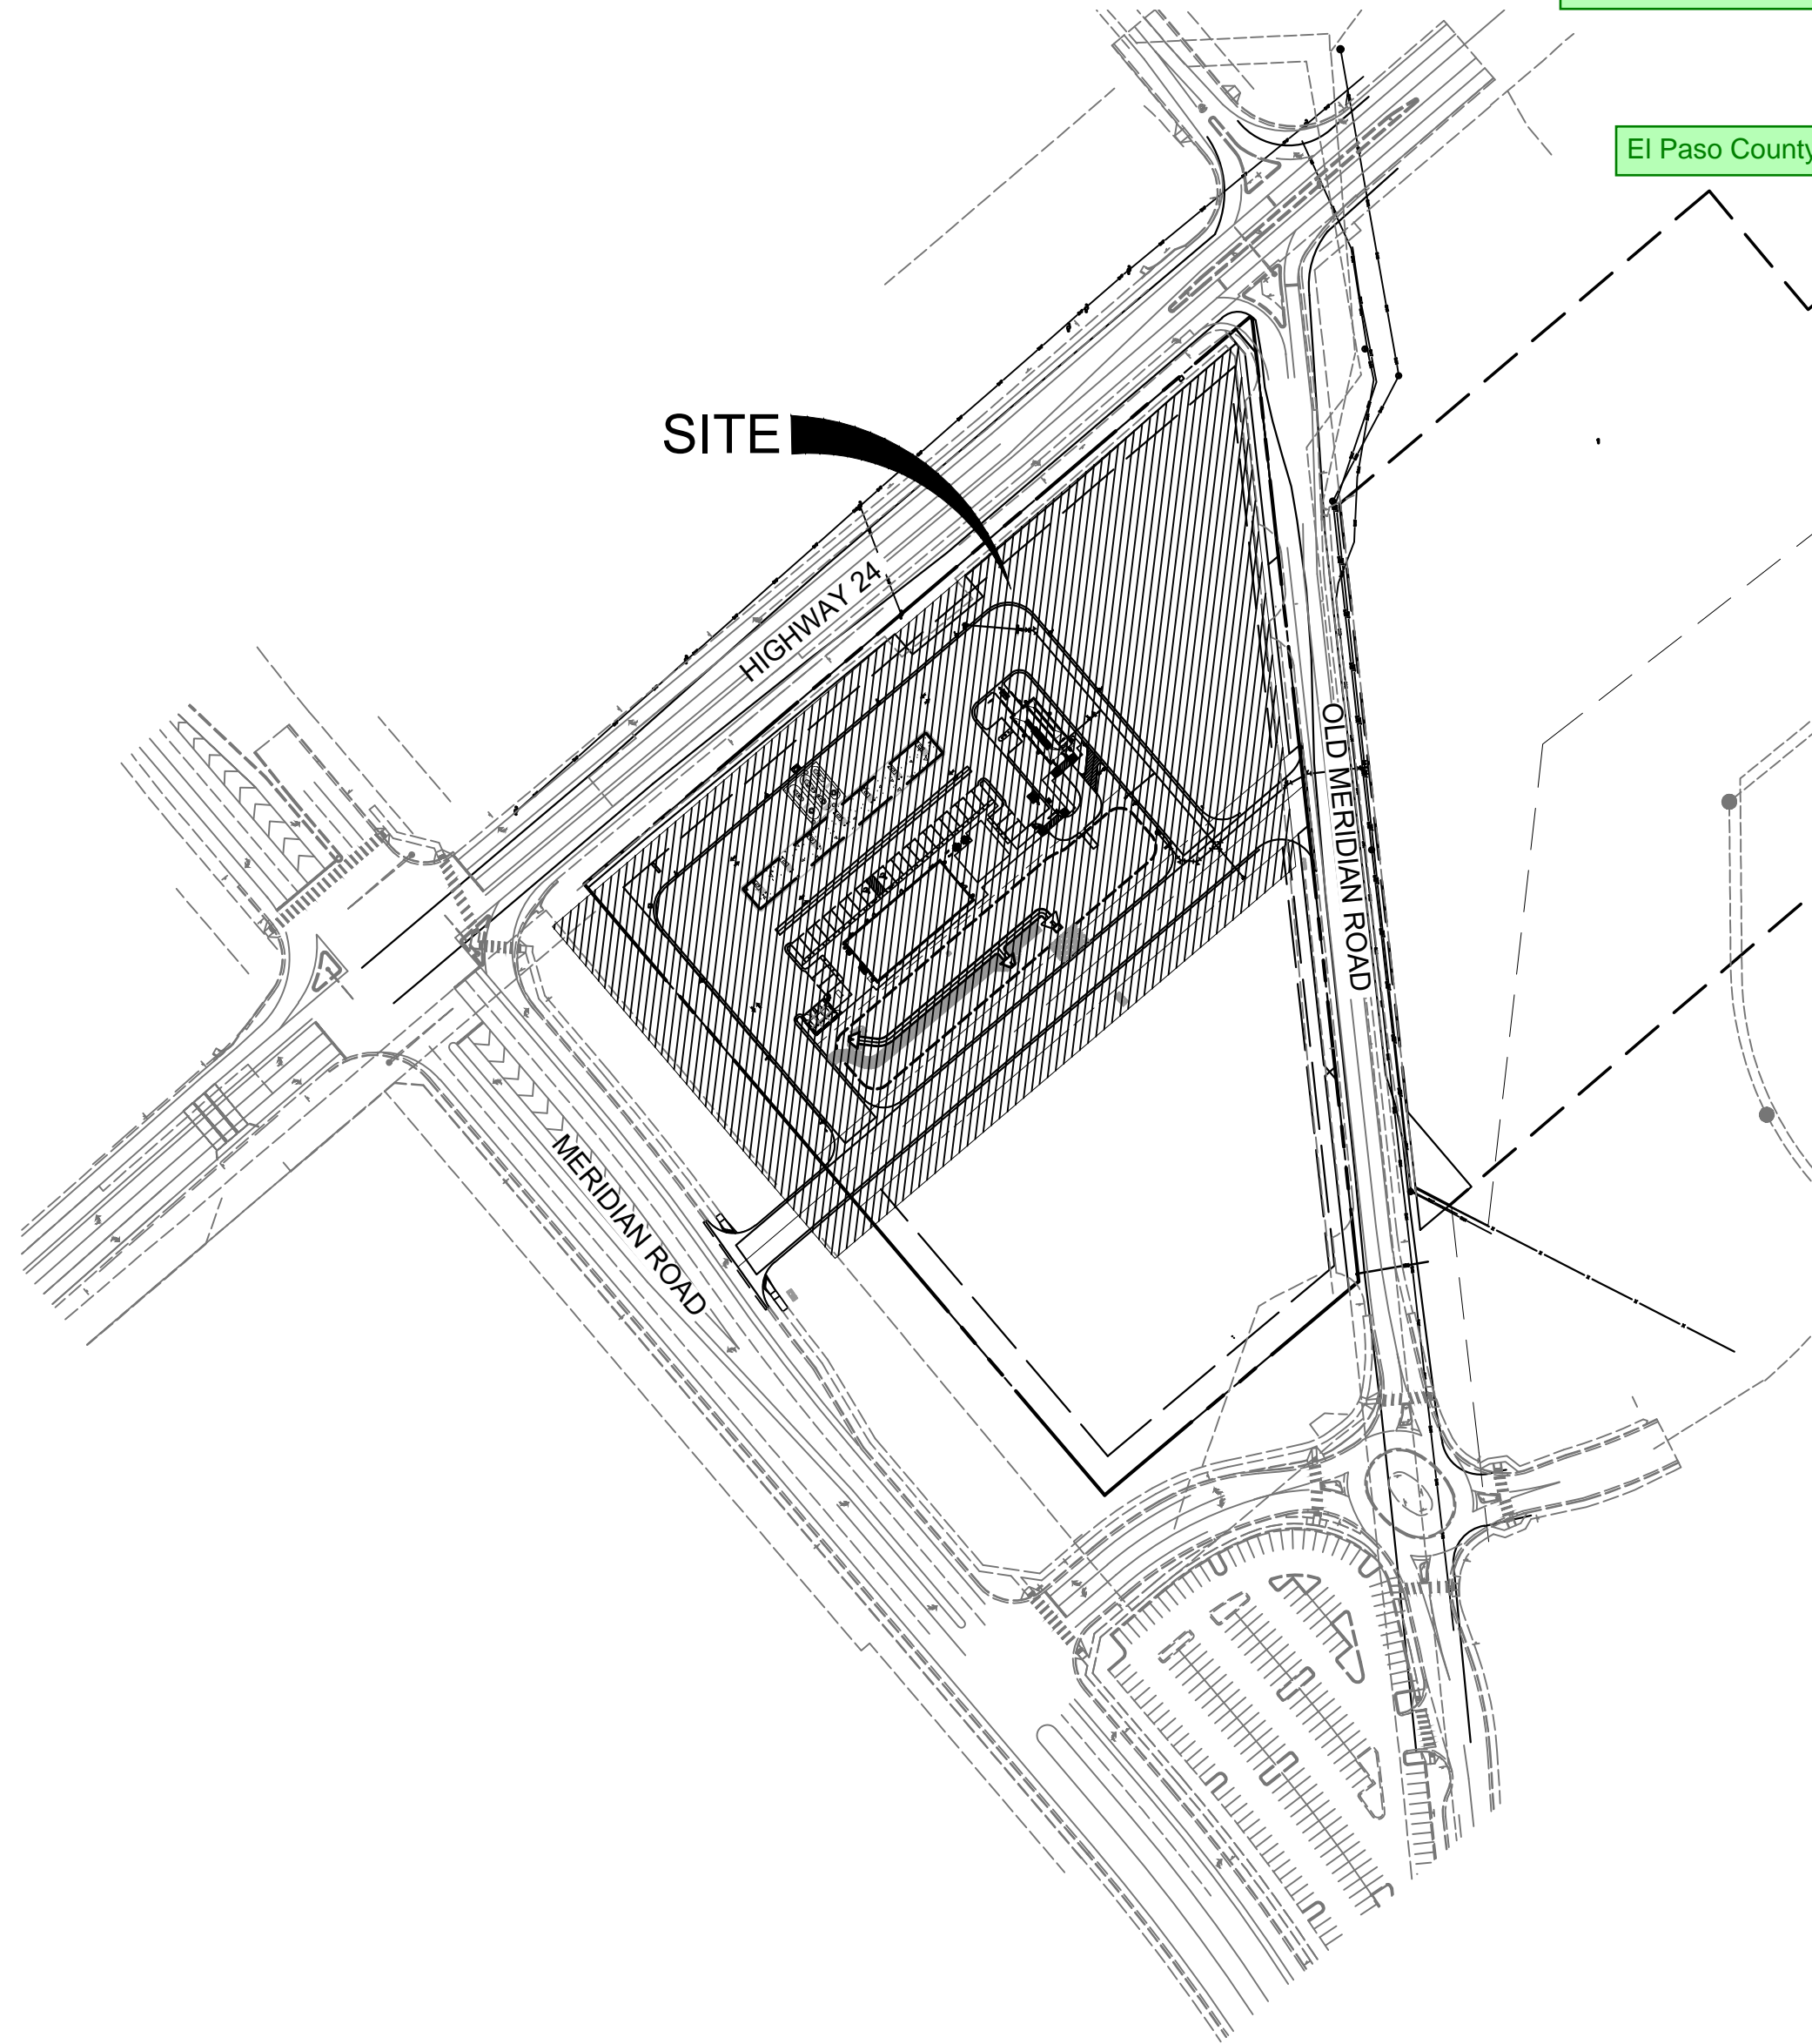 El Paso County
SITE
HIGHWAY 24
OLD MERIDIAN ROAD
MERIDIAN ROAD